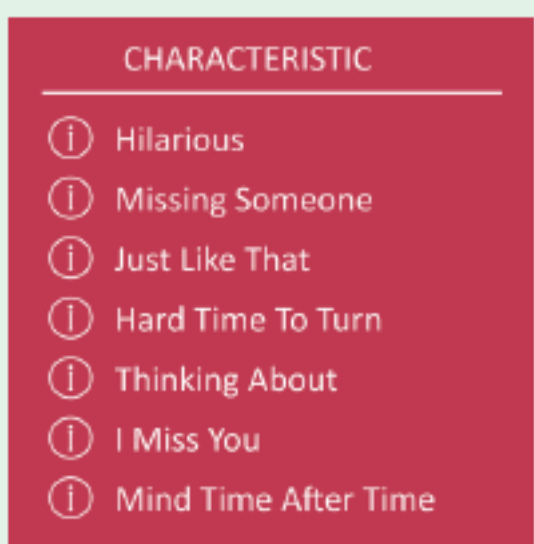 CHARACTERISTIC
Hilarious
Missing Someone
Just Like That
Hard Time To Turn
Thinking About
I Miss You
Mind Time After Time